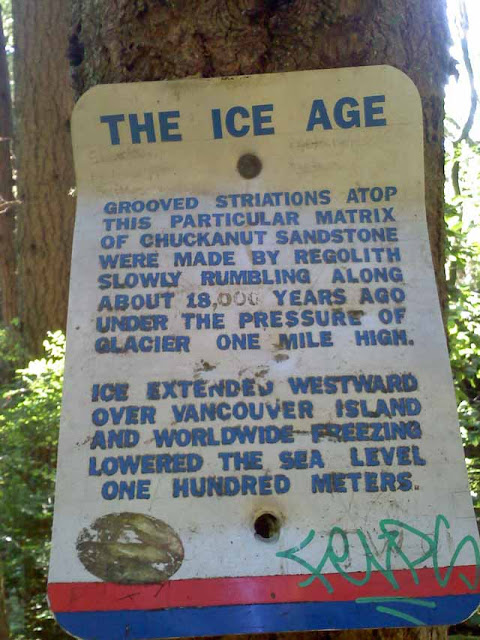 THE ICE AGE
GROOVED STRIATIONS ATOP
THIS PARTICULAR MATRIX
OF CHUCKANUT SANDSTONE
WERE MADE BY REGOLITH
SLOWLY RUMBLING ALONG
ABOUT 18,000 YEARS AGO
UNDER THE PRESSURE OF
GLACIER ONE MILE HIGH.
ICE EXTENDED WESTWARD
OVER VANCOUVER ISLAND
AND WORLDWIDE FREEZING
LOWERED THE SEA LEVEL
ONE HUNDRED METERS.